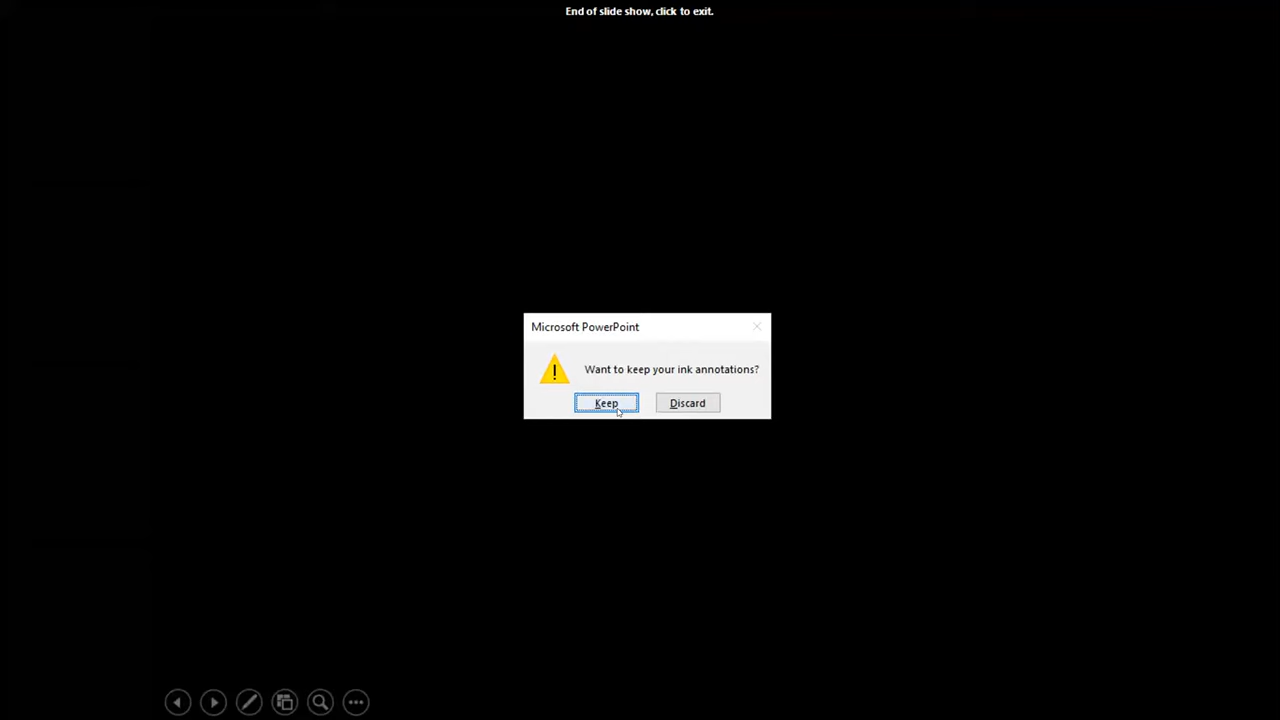 End of slide show, click to exit.
Microsoft PowerPoint
Want to keep your ink annotations?
Keep Discard